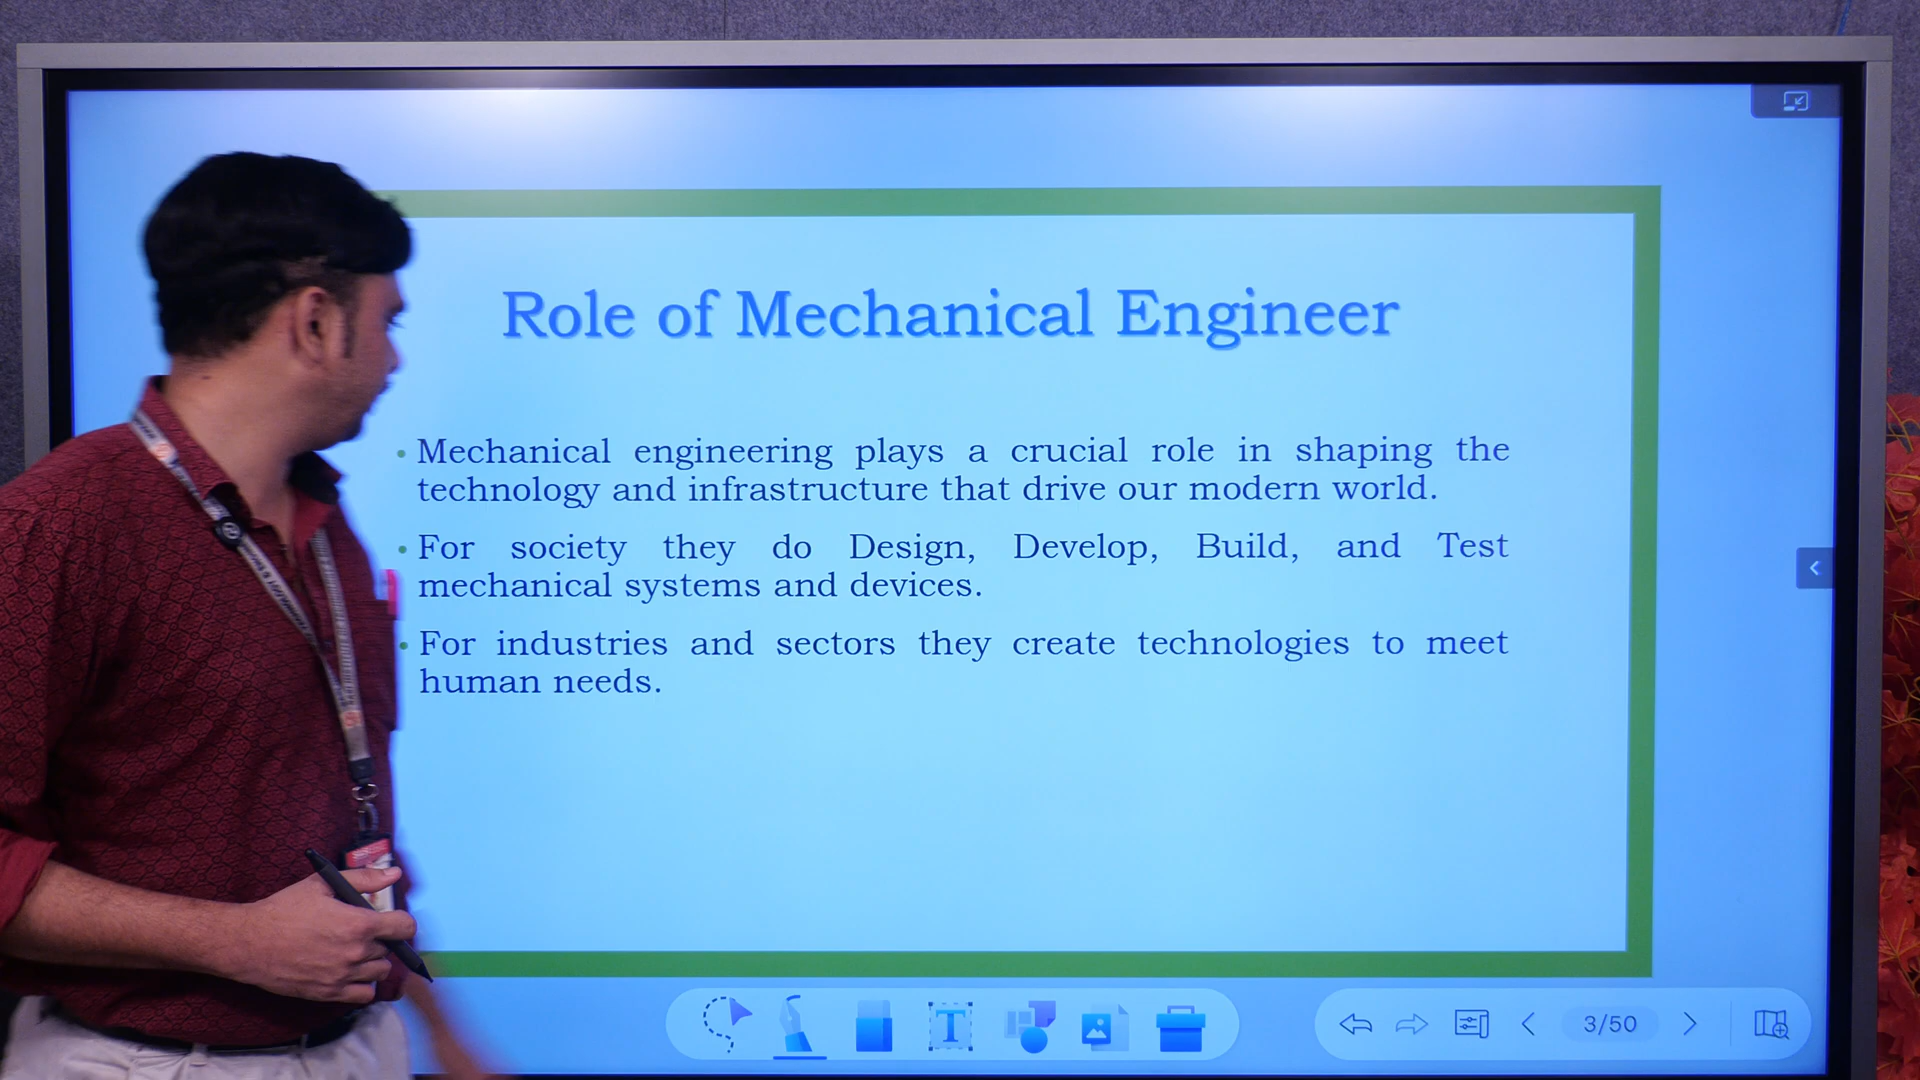 Role of Mechanical Engineer
• Mechanical engineering plays a crucial role in shaping the
technology and infrastructure that drive our modern world.
• For society they do Design, Develop, Build, and Test
mechanical systems and devices.
• For industries and sectors they create technologies to meet
human needs.
T
3/50